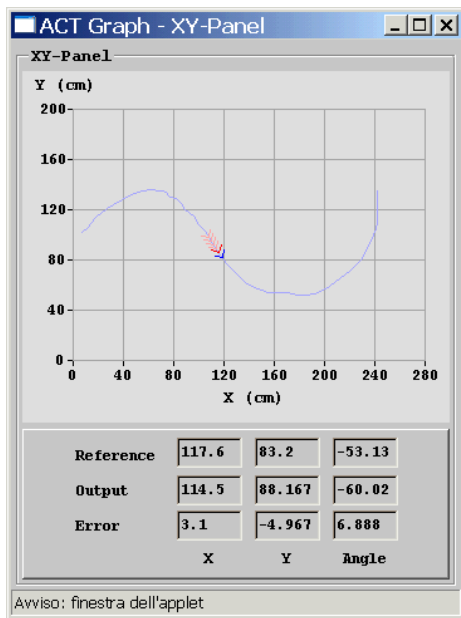 ACT Graph - XY-Panel
XY-Panel
Y (cm)
200
160
120
80
40
0
0 40 80 120 160 200 240 280
X (cm)
Reference 117.6 83.2 -53.13
Output 114.5 88.167 -60.02
Error 3.1 -4.967 6.888
X Y Angle
Avviso: finestra dell'applet